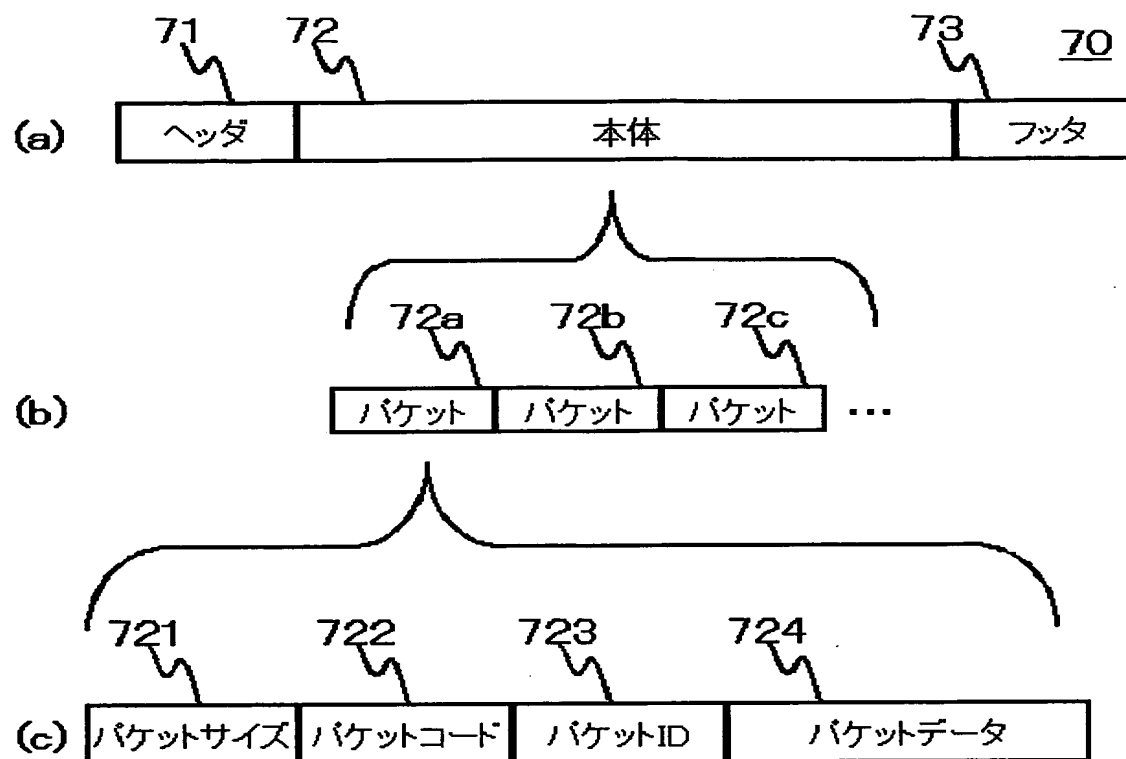 71 72 73 70
(a) ヘッダ 本体 フッタ
72a 72b 72c
(b) パケット パケット パケット ...
721 722 723 724
(c) パケットサイズ パケットコード パケットID パケットデータ